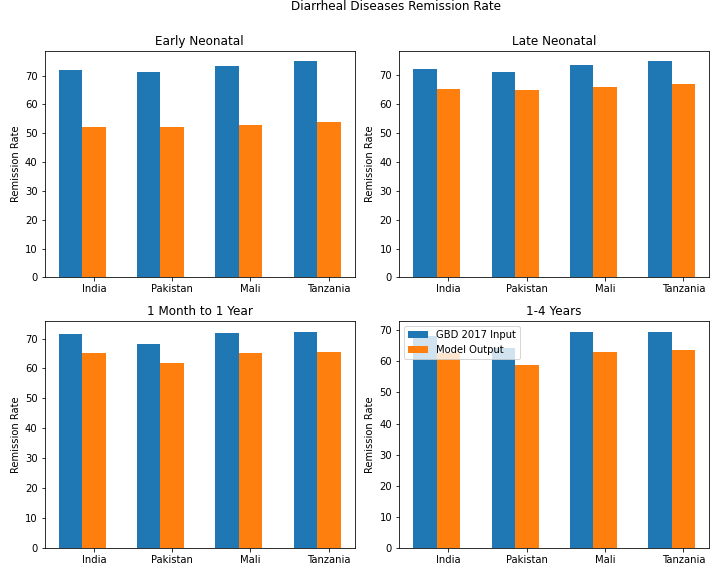 Diarrheal Diseases Remission Rate
Early Neonatal
Remission Rate
70
60
50
40
30
20
10
0
India Pakistan Mali Tanzania
Late Neonatal
Remission Rate
70
60
50
40
30
20
10
0
India Pakistan Mali Tanzania
1 Month to 1 Year
Remission Rate
70
60
50
40
30
20
10
0
India Pakistan Mali Tanzania
1-4 Years
GBD 2017 Input
Model Output
Remission Rate
70
60
50
40
30
20
10
0
India Pakistan Mali Tanzania